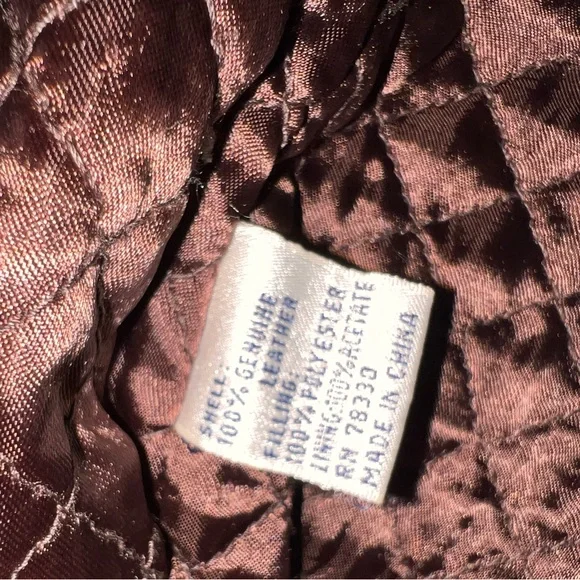 SHELL:
100% GENUINE
LEATHER
FILLING:
100% POLYESTER
LINING:100%ACETATE
RN 78330
MADE IN CHINA